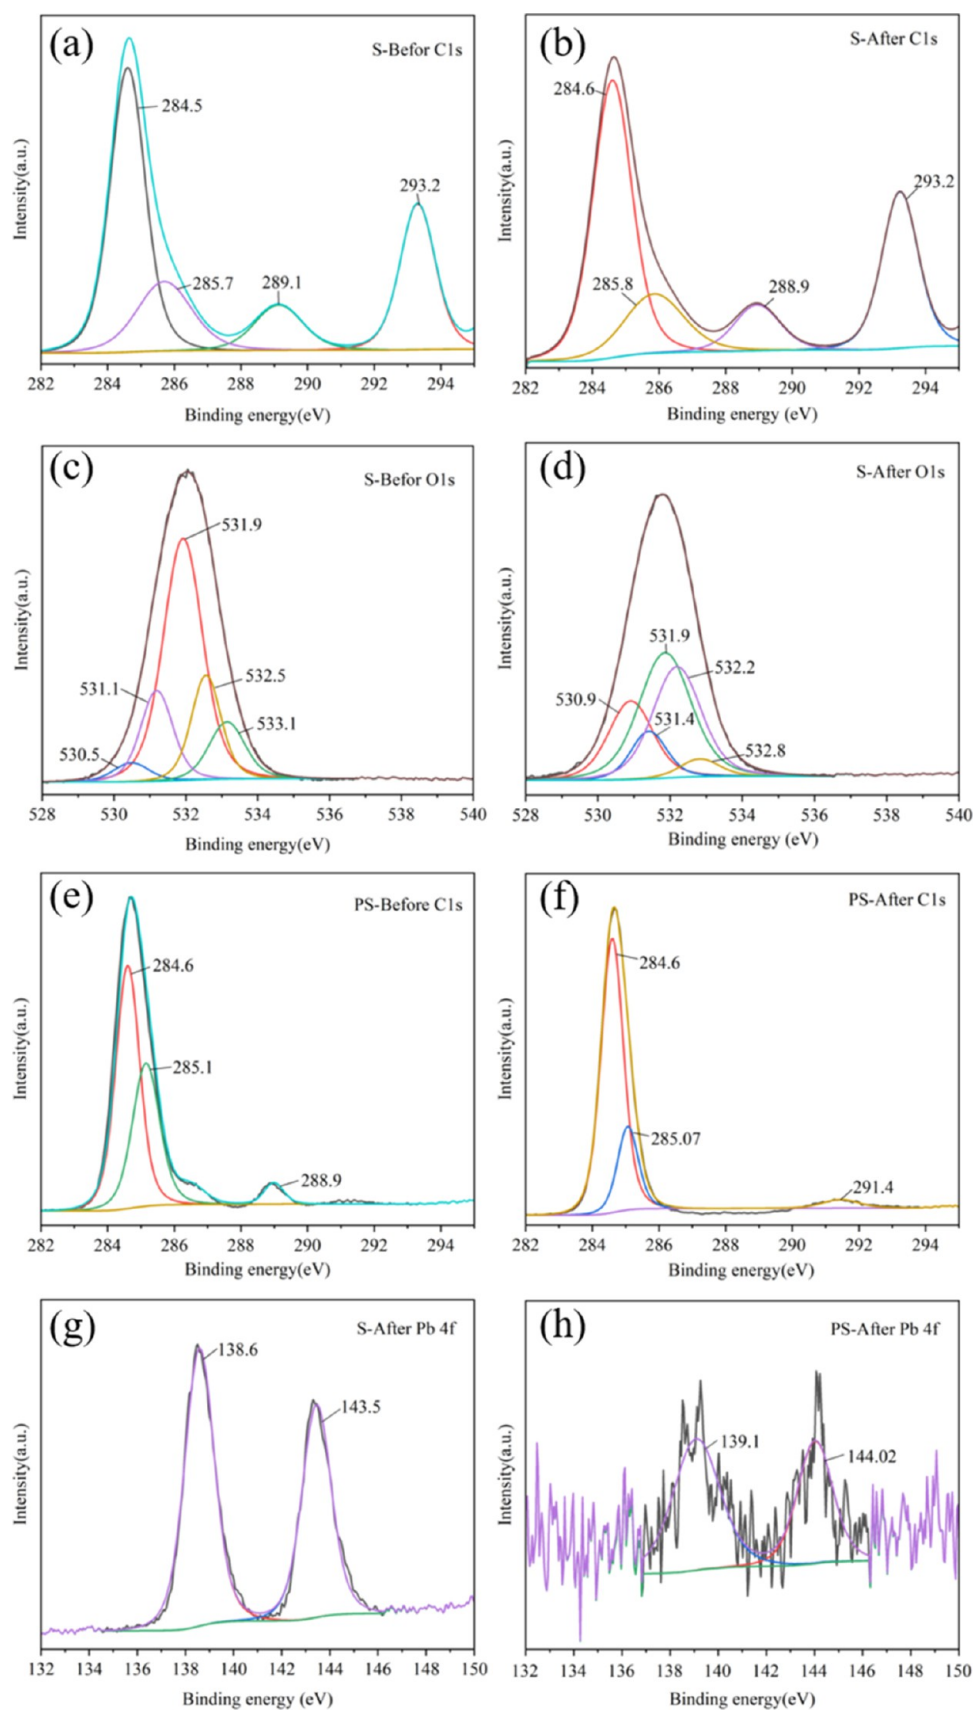 (a)
S-Befor C1s
284.5
285.7
289.1
293.2
Intensity(a.u.)
282 284 286 288 290 292 294
Binding energy(eV)
(b)
S-After C1s
284.6
285.8
288.9
293.2
Intensity(a.u.)
282 284 286 288 290 292 294
Binding energy (eV)
(c)
S-Befor O1s
531.9
531.1
532.5
530.5
533.1
Intensity(a.u.)
528 530 532 534 536 538 540
Binding energy(eV)
(d)
S-After O1s
531.9
532.2
530.9
531.4
532.8
Intensity(a.u.)
528 530 532 534 536 538 540
Binding energy (eV)
(e)
PS-Before C1s
284.6
285.1
288.9
Intensity(a.u.)
282 284 286 288 290 292 294
Binding energy(eV)
(f)
PS-After C1s
284.6
285.07
291.4
Intensity(a.u.)
282 284 286 288 290 292 294
Binding energy(eV)
(g)
S-After Pb 4f
138.6
143.5
Intensity(a.u.)
132 134 136 138 140 142 144 146 148 150
Binding energy (eV)
(h)
PS-After Pb 4f
139.1
144.02
Intensity(a.u.)
132 134 136 138 140 142 144 146 148 150
Binding energy (eV)